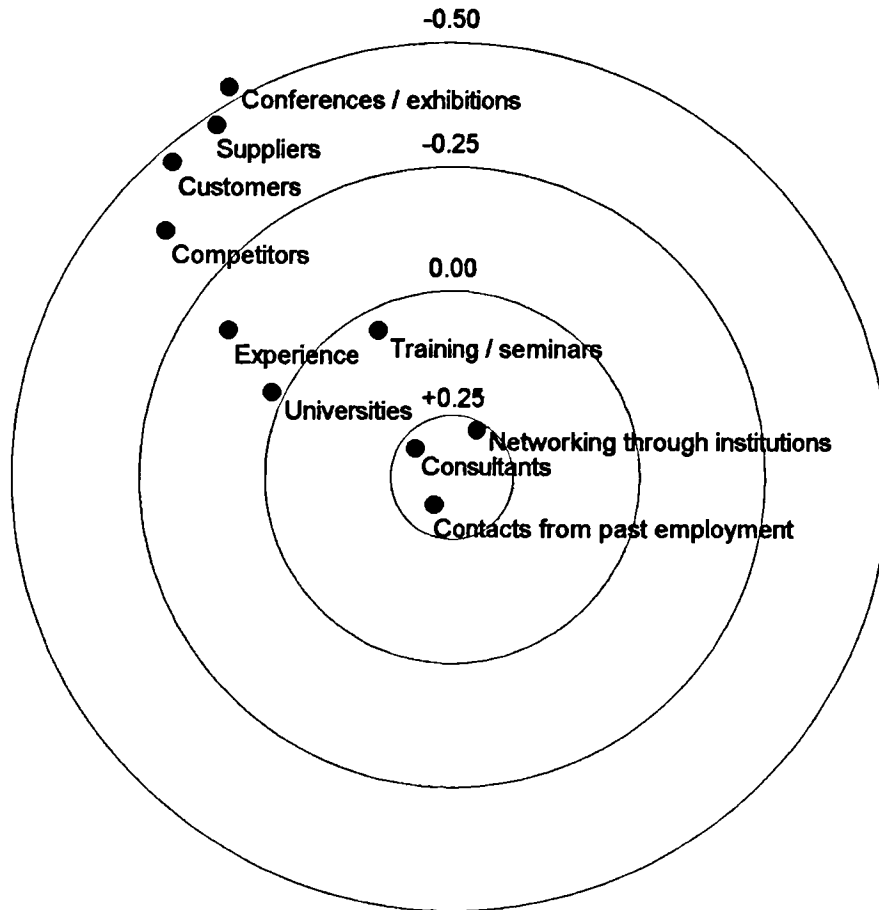 -0.50
Conferences / exhibitions
Suppliers
-0.25
Customers
Competitors
0.00
Experience
Training / seminars
+0.25
Universities
Networking through institutions
Consultants
Contacts from past employment